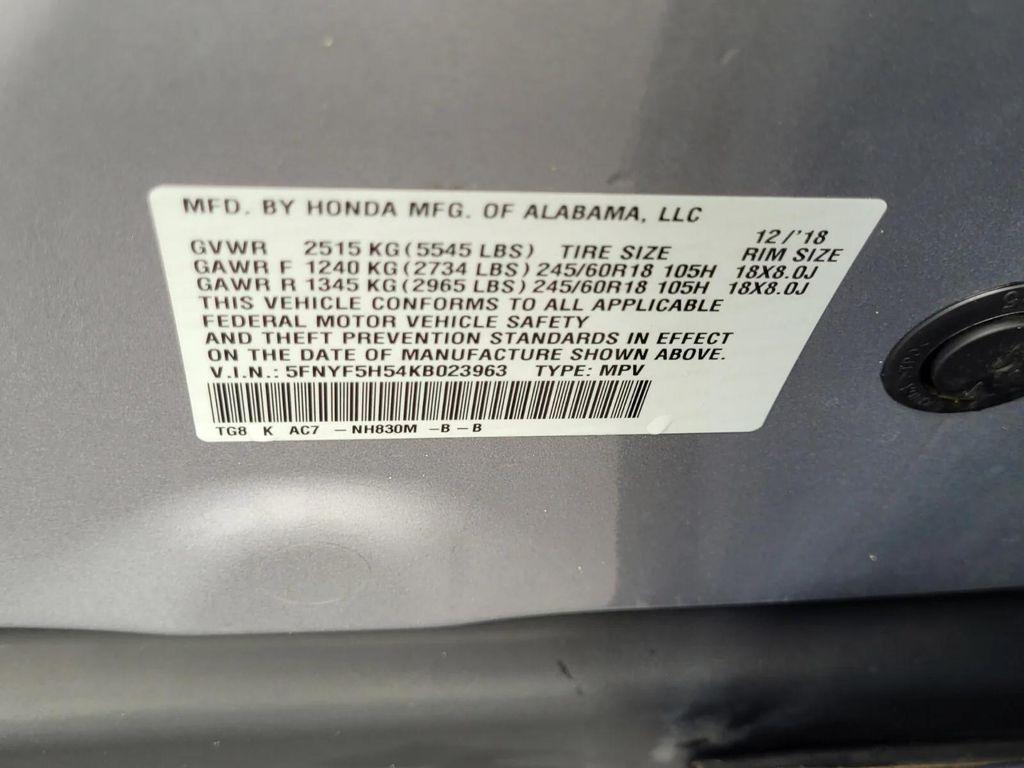 MFD. BY HONDA MFG. OF ALABAMA, LLC
12/'18
GVWR 2515 KG (5545 LBS) TIRE SIZE RIM SIZE
GAWR F 1240 KG (2734 LBS) 245/60R18 105H 18X8.0J
GAWR R 1345 KG (2965 LBS) 245/60R18 105H 18X8.0J
THIS VEHICLE CONFORMS TO ALL APPLICABLE
FEDERAL MOTOR VEHICLE SAFETY
AND THEFT PREVENTION STANDARDS IN EFFECT
ON THE DATE OF MANUFACTURE SHOWN ABOVE.
V.I.N.: 5FNYF5H54KB023963 TYPE: MPV
TG8 K AC7 -NH830M -B-B